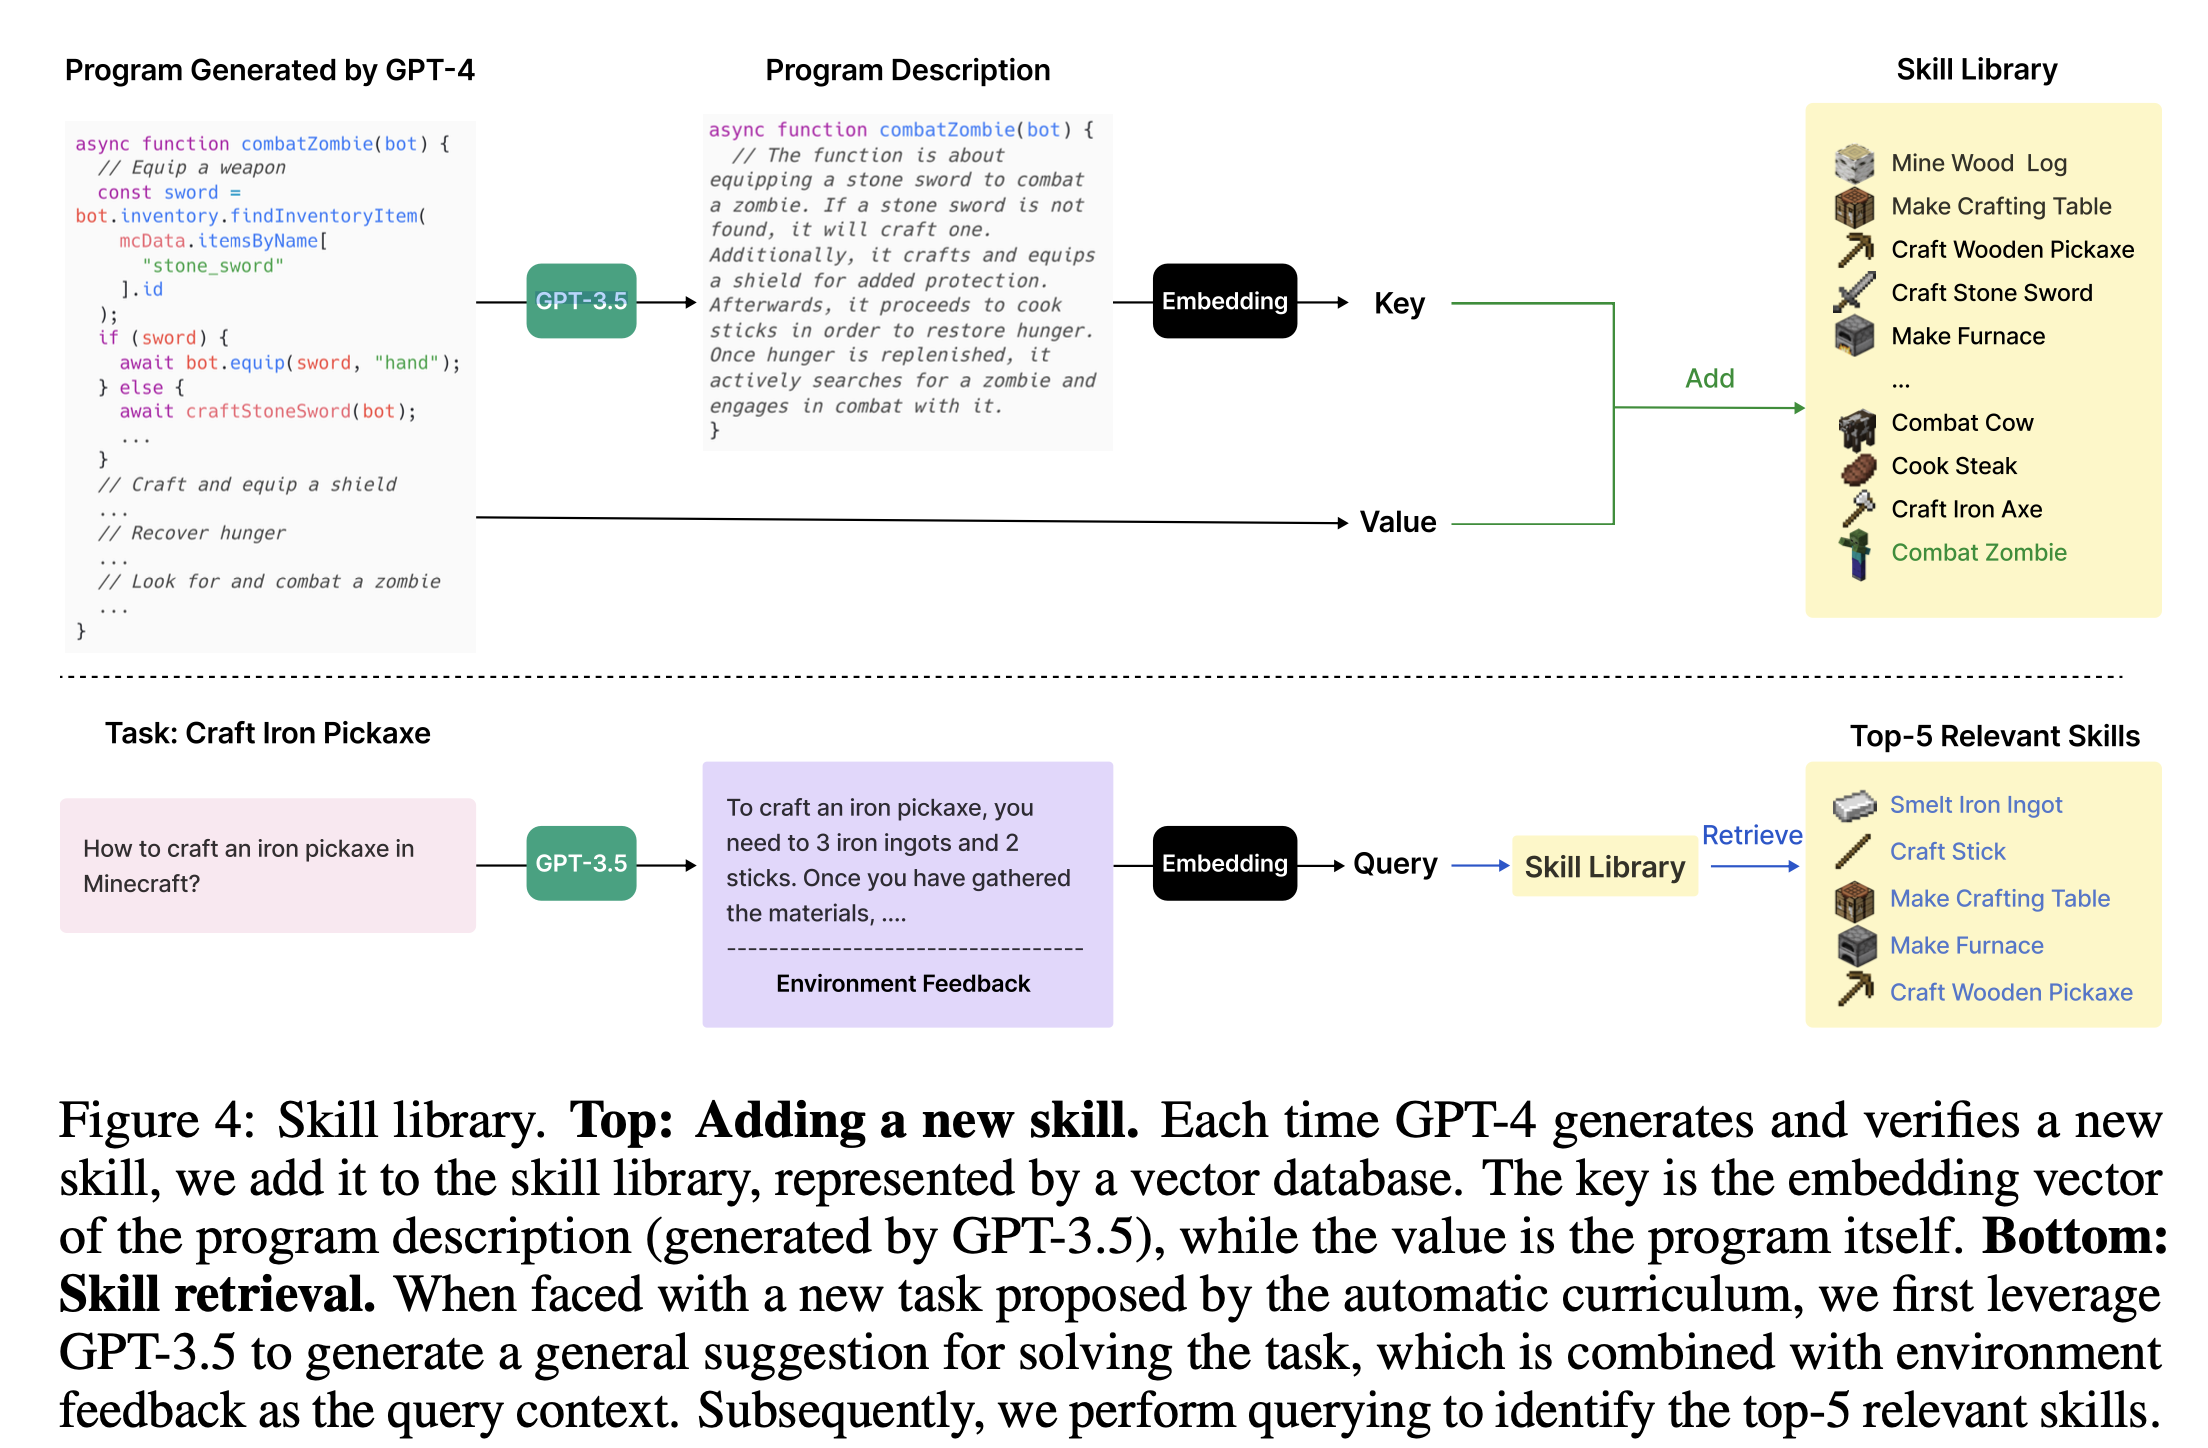 Program Generated by GPT-4
async function combatZombie(bot) {
// Equip a weapon
const sword =
bot.inventory.findInventoryItem(
mcData.itemsByName[
"stone_sword"
].id
);
if (sword) {
await bot.equip(sword, "hand");
} else {
await craftStoneSword(bot);
...
}
// Craft and equip a shield
...
// Recover hunger
...
// Look for and combat a zombie
...
}
GPT-3.5
Program Description
async function combatZombie(bot) {
// The function is about
equipping a stone sword to combat
a zombie. If a stone sword is not
found, it will craft one.
Additionally, it crafts and equips
a shield for added protection.
Afterwards, it proceeds to cook
sticks in order to restore hunger.
Once hunger is replenished, it
actively searches for a zombie and
engages in combat with it.
}
Embedding
Key
Value
Add
Skill Library
Mine Wood Log
Make Crafting Table
Craft Wooden Pickaxe
Craft Stone Sword
Make Furnace
...
Combat Cow
Cook Steak
Craft Iron Axe
Combat Zombie
Task: Craft Iron Pickaxe
How to craft an iron pickaxe in
Minecraft?
GPT-3.5
To craft an iron pickaxe, you
need to 3 iron ingots and 2
sticks. Once you have gathered
the materials, ....
Environment Feedback
Embedding
Query
Skill Library
Retrieve
Top-5 Relevant Skills
Smelt Iron Ingot
Craft Stick
Make Crafting Table
Make Furnace
Craft Wooden Pickaxe
Figure 4: Skill library. Top: Adding a new skill. Each time GPT-4 generates and verifies a new
skill, we add it to the skill library, represented by a vector database. The key is the embedding vector
of the program description (generated by GPT-3.5), while the value is the program itself. Bottom:
Skill retrieval. When faced with a new task proposed by the automatic curriculum, we first leverage
GPT-3.5 to generate a general suggestion for solving the task, which is combined with environment
feedback as the query context. Subsequently, we perform querying to identify the top-5 relevant skills.